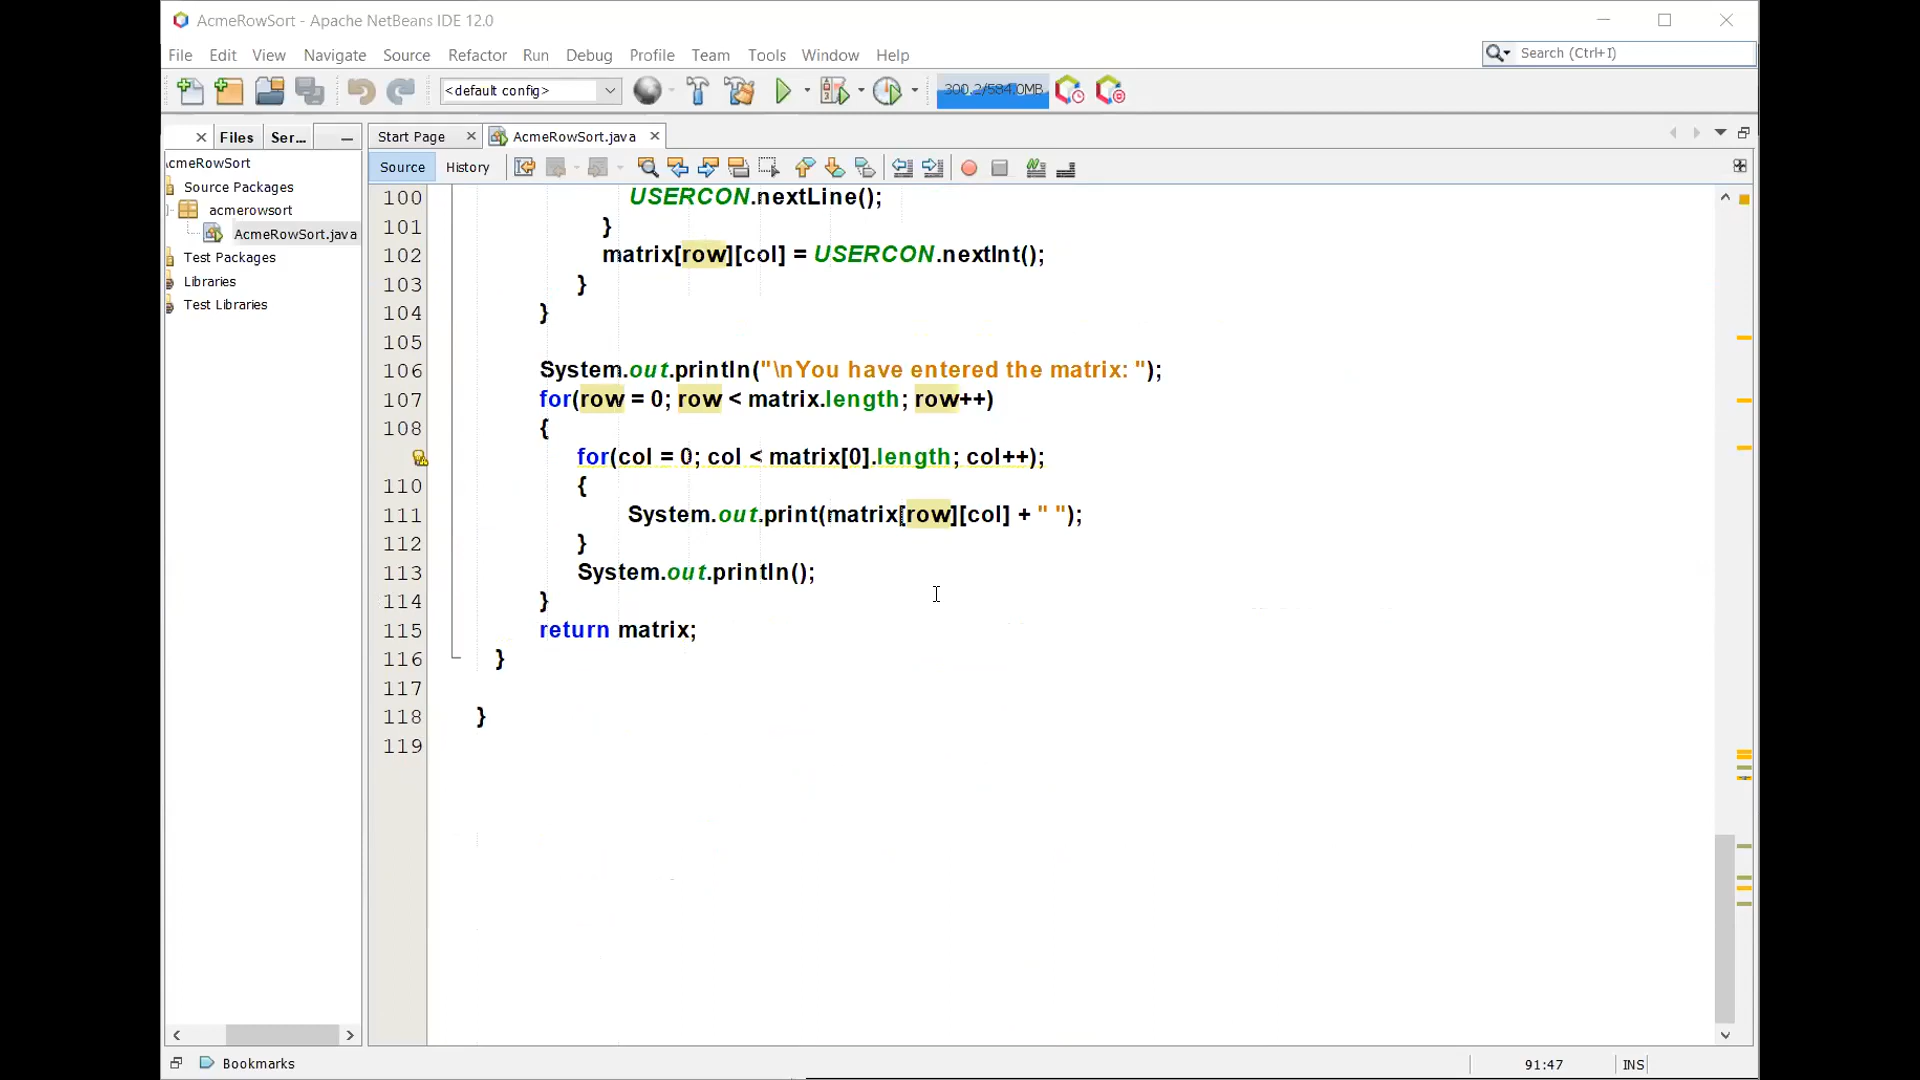 AcmeRowSort - Apache NetBeans IDE 12.0
File Edit View Navigate Source Refactor Run Debug Profile Team Tools Window Help
Search (Ctrl+I)
<default config>
300.2/584.0MB
Files Ser...
Start Page AcmeRowSort.java
Source History
cmeRowSort
Source Packages
acmerowsort
AcmeRowSort.java
Test Packages
Libraries
Test Libraries
100 USERCON.nextLine();
101 }
102 matrix[row][col] = USERCON.nextInt();
103 }
104 }
105
106 System.out.println("\nYou have entered the matrix: ");
107 for(row = 0; row < matrix.length; row++)
108 {
for(col = 0; col < matrix[0].length; col++);
110 {
111 System.out.print(matrix[row][col] + " ");
112 }
113 System.out.println();
114 }
115 return matrix;
116 }
117
118 }
119
Bookmarks
91:47 INS